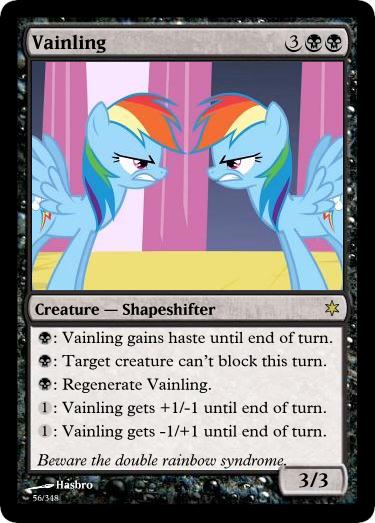 Vainling 3
Creature — Shapeshifter
: Vainling gains haste until end of turn.
: Target creature can't block this turn.
: Regenerate Vainling.
1: Vainling gets +1/-1 until end of turn.
1: Vainling gets -1/+1 until end of turn.
Beware the double rainbow syndrome.
3/3
Hasbro
56/348